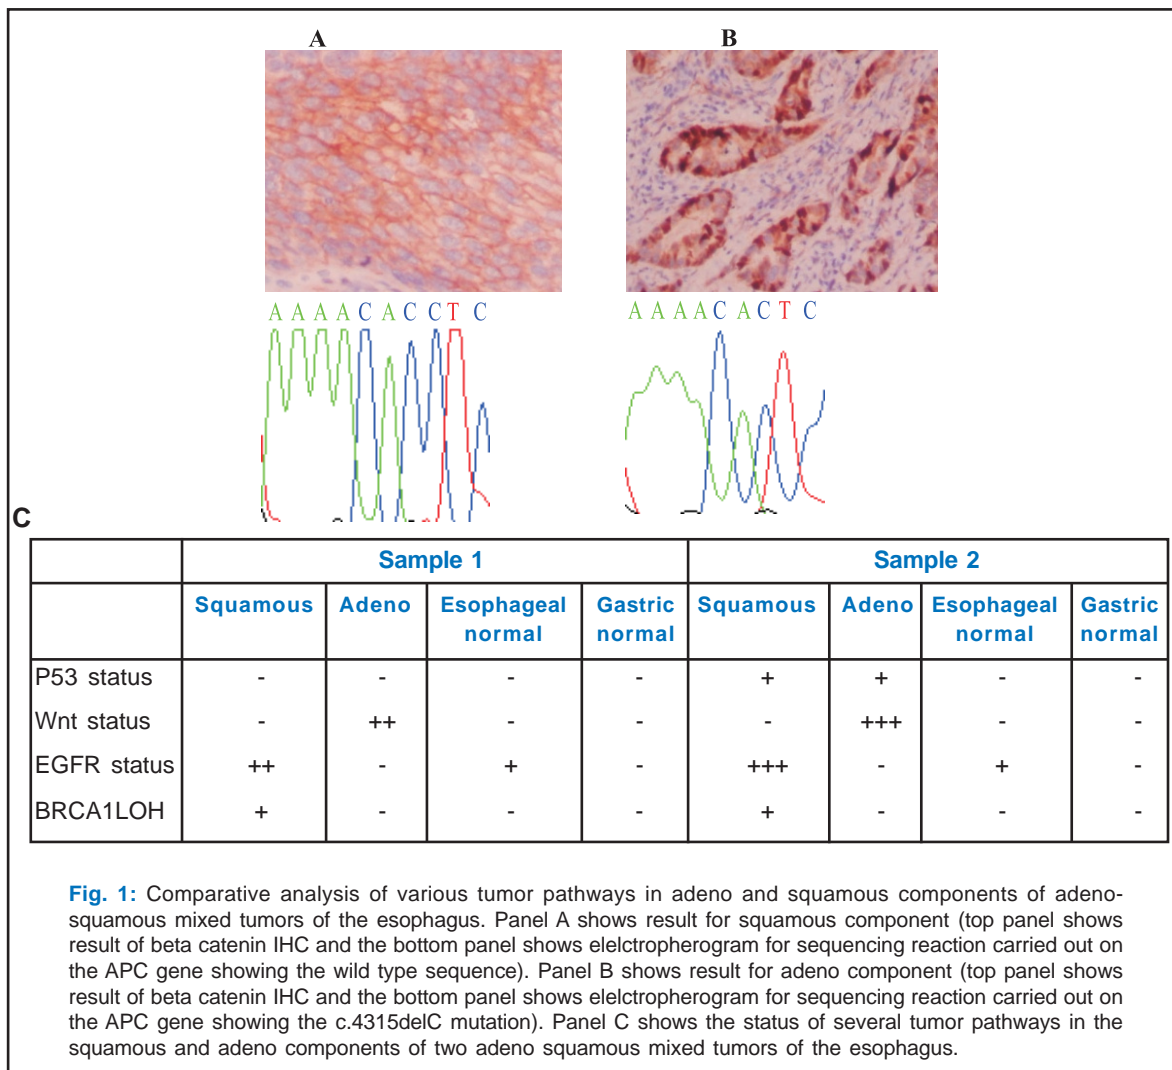 A B
A A A A C A C C T C
A A A A C A C T C
C
Sample 1 Sample 2
Squamous Adeno Esophageal normal Gastric normal Squamous Adeno Esophageal normal Gastric normal
P53 status - - - - + + - -
Wnt status - ++ - - - +++ - -
EGFR status ++ - + - +++ - + -
BRCA1LOH + - - - + - - -
Fig. 1: Comparative analysis of various tumor pathways in adeno and squamous components of adeno-
squamous mixed tumors of the esophagus. Panel A shows result for squamous component (top panel shows
result of beta catenin IHC and the bottom panel shows elelctropherogram for sequencing reaction carried out on
the APC gene showing the wild type sequence). Panel B shows result for adeno component (top panel shows
result of beta catenin IHC and the bottom panel shows elelctropherogram for sequencing reaction carried out on
the APC gene showing the c.4315delC mutation). Panel C shows the status of several tumor pathways in the
squamous and adeno components of two adeno squamous mixed tumors of the esophagus.